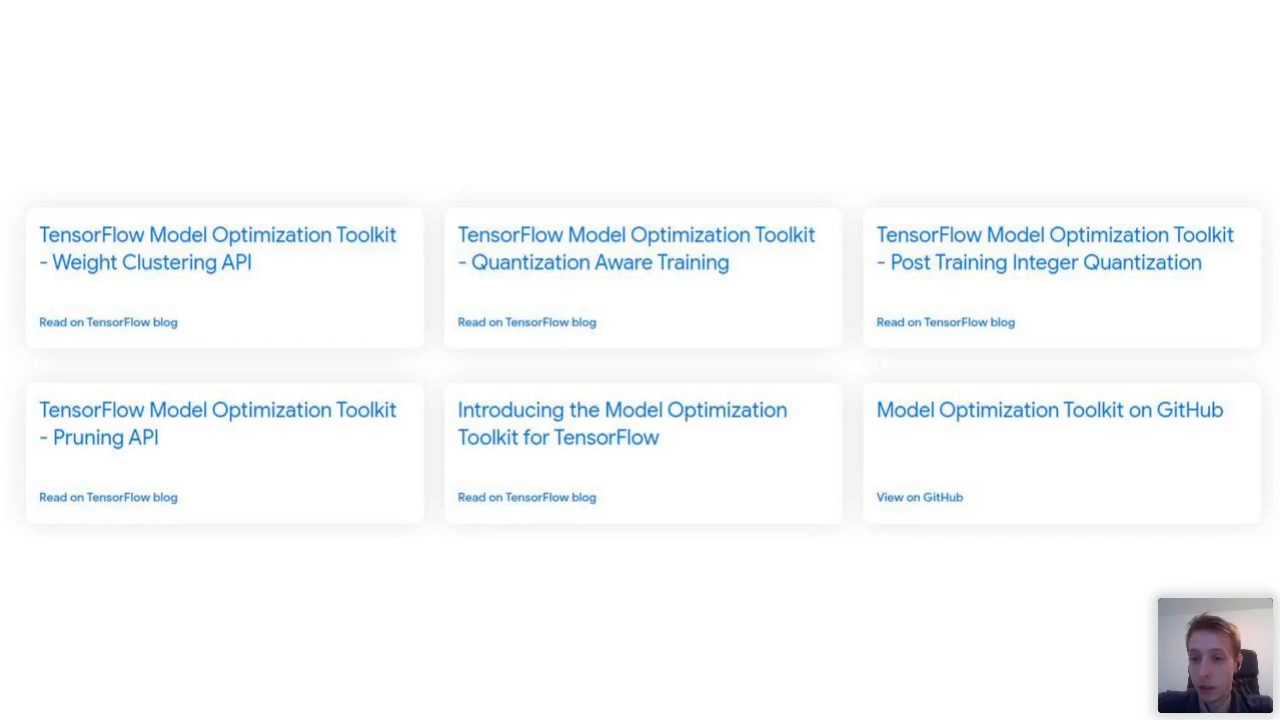 TensorFlow Model Optimization Toolkit
- Weight Clustering API
Read on TensorFlow blog
TensorFlow Model Optimization Toolkit
- Quantization Aware Training
Read on TensorFlow blog
TensorFlow Model Optimization Toolkit
- Post Training Integer Quantization
Read on TensorFlow blog
TensorFlow Model Optimization Toolkit
- Pruning API
Read on TensorFlow blog
Introducing the Model Optimization
Toolkit for TensorFlow
Read on TensorFlow blog
Model Optimization Toolkit on GitHub
View on GitHub